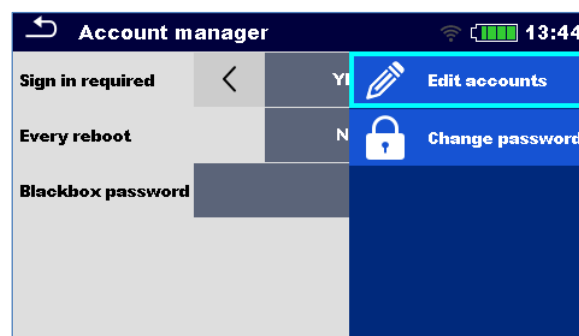 Account manager 13:44
Sign in required
Edit accounts
Every reboot
Change password
Blackbox password